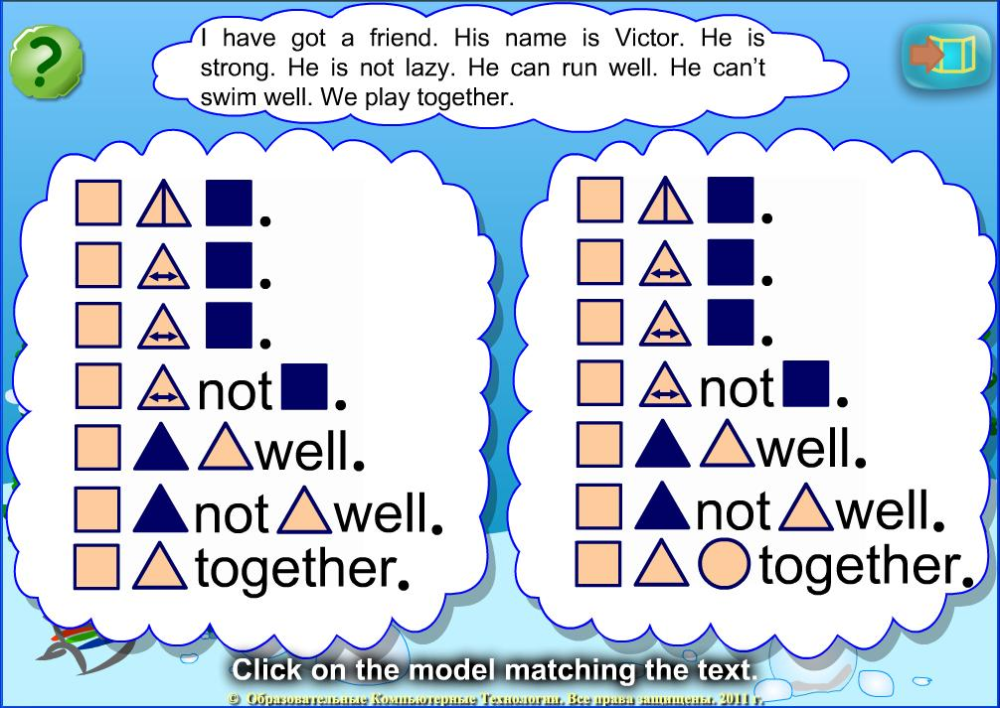 ?
I have got a friend. His name is Victor. He is
strong. He is not lazy. He can run well. He can't
swim well. We play together.
.
.
.
not .
well.
not well.
together.
.
.
.
not .
well.
not well.
together.
Click on the model matching the text.
© Образовательные Компьютерные Технологии. Все права защищены. 2011 г.